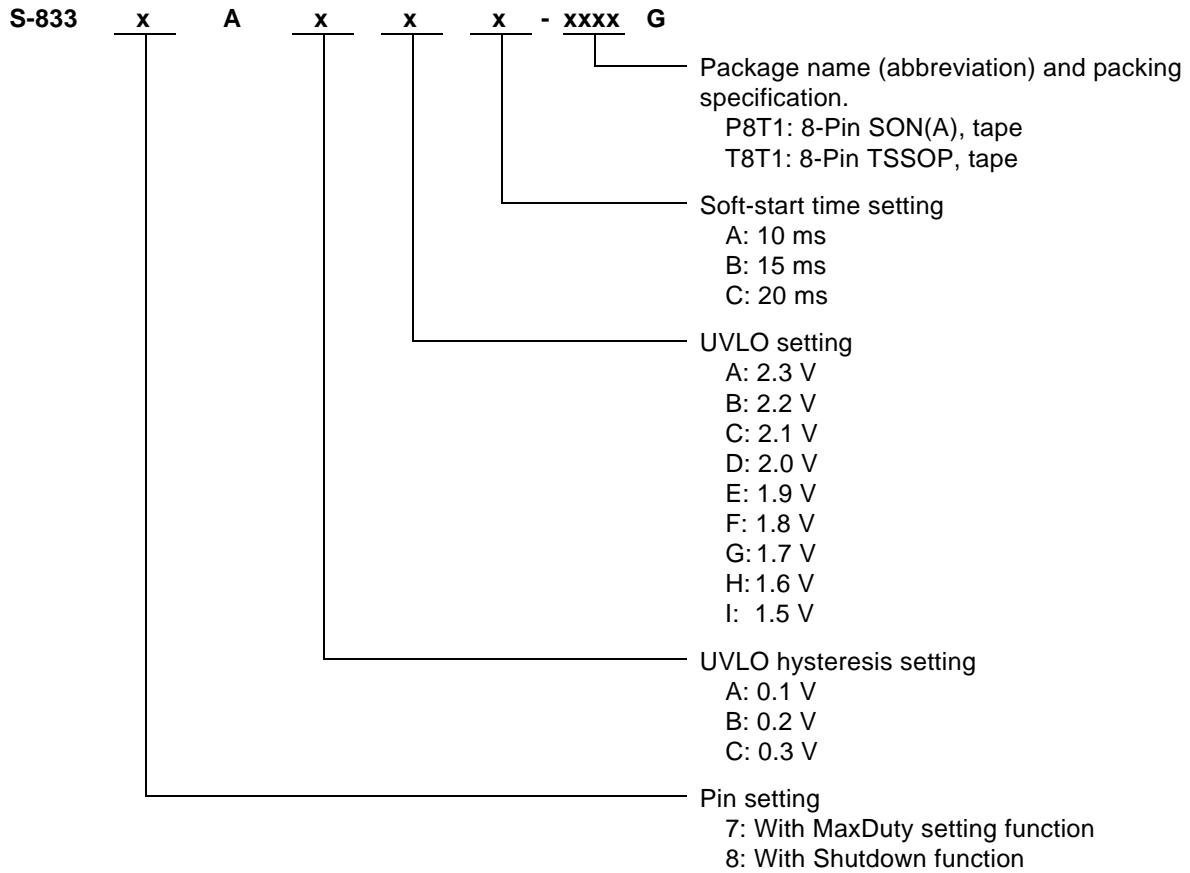 S-833 x A x x x - xxxx G
Package name (abbreviation) and packing
specification.
P8T1: 8-Pin SON(A), tape
T8T1: 8-Pin TSSOP, tape
Soft-start time setting
A: 10 ms
B: 15 ms
C: 20 ms
UVLO setting
A: 2.3 V
B: 2.2 V
C: 2.1 V
D: 2.0 V
E: 1.9 V
F: 1.8 V
G: 1.7 V
H: 1.6 V
I: 1.5 V
UVLO hysteresis setting
A: 0.1 V
B: 0.2 V
C: 0.3 V
Pin setting
7: With MaxDuty setting function
8: With Shutdown function